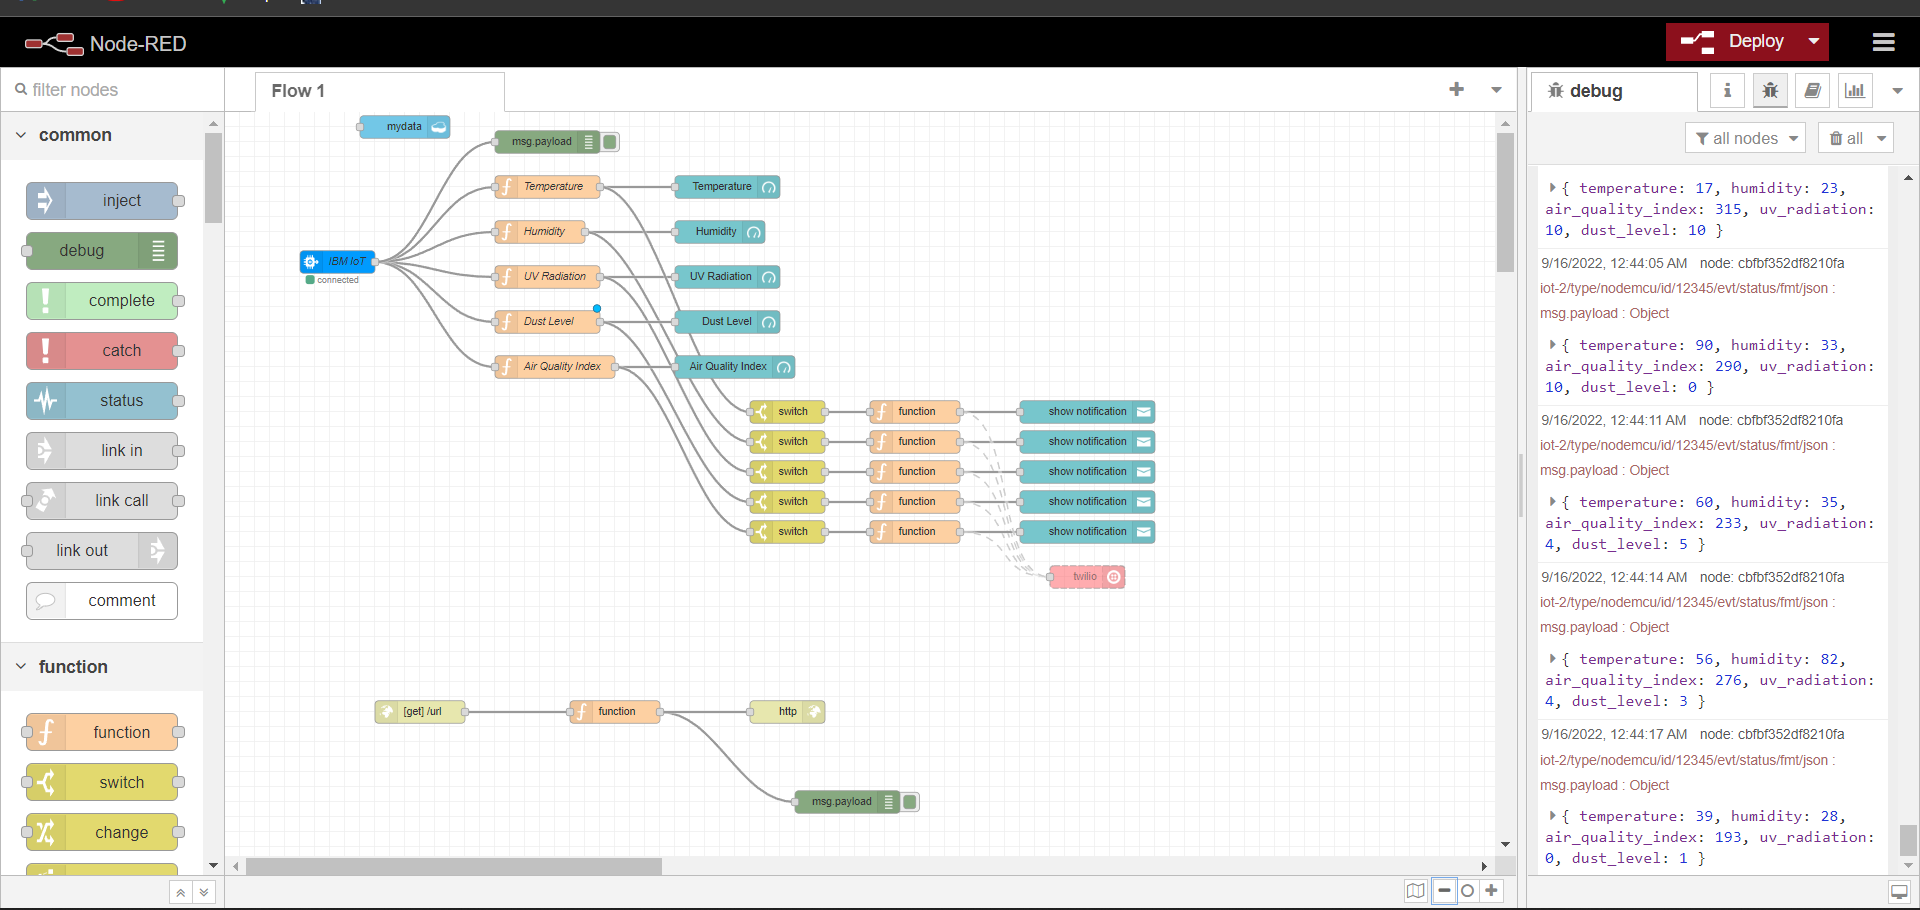 Node-RED
Deploy
filter nodes
Flow 1
debug
all nodes
all
common
inject
debug
complete
catch
status
link in
link call
link out
comment
function
function
switch
change
mydata
msg.payload
Temperature
Temperature
Humidity
Humidity
IBM IoT
connected
UV Radiation
UV Radiation
Dust Level
Dust Level
Air Quality Index
Air Quality Index
switch
function
show notification
switch
function
show notification
switch
function
show notification
switch
function
show notification
switch
function
show notification
twilio
[get] /url
function
http
msg.payload
{ temperature: 17, humidity: 23,
air_quality_index: 315, uv_radiation:
10, dust_level: 10 }
9/16/2022, 12:44:05 AM node: cbfbf352df8210fa
iot-2/type/nodemcu/id/12345/evt/status/fmt/json :
msg.payload : Object
{ temperature: 90, humidity: 33,
air_quality_index: 290, uv_radiation:
10, dust_level: 0 }
9/16/2022, 12:44:11 AM node: cbfbf352df8210fa
iot-2/type/nodemcu/id/12345/evt/status/fmt/json :
msg.payload : Object
{ temperature: 60, humidity: 35,
air_quality_index: 233, uv_radiation:
4, dust_level: 5 }
9/16/2022, 12:44:14 AM node: cbfbf352df8210fa
iot-2/type/nodemcu/id/12345/evt/status/fmt/json :
msg.payload : Object
{ temperature: 56, humidity: 82,
air_quality_index: 276, uv_radiation:
4, dust_level: 3 }
9/16/2022, 12:44:17 AM node: cbfbf352df8210fa
iot-2/type/nodemcu/id/12345/evt/status/fmt/json :
msg.payload : Object
{ temperature: 39, humidity: 28,
air_quality_index: 193, uv_radiation:
0, dust_level: 1 }